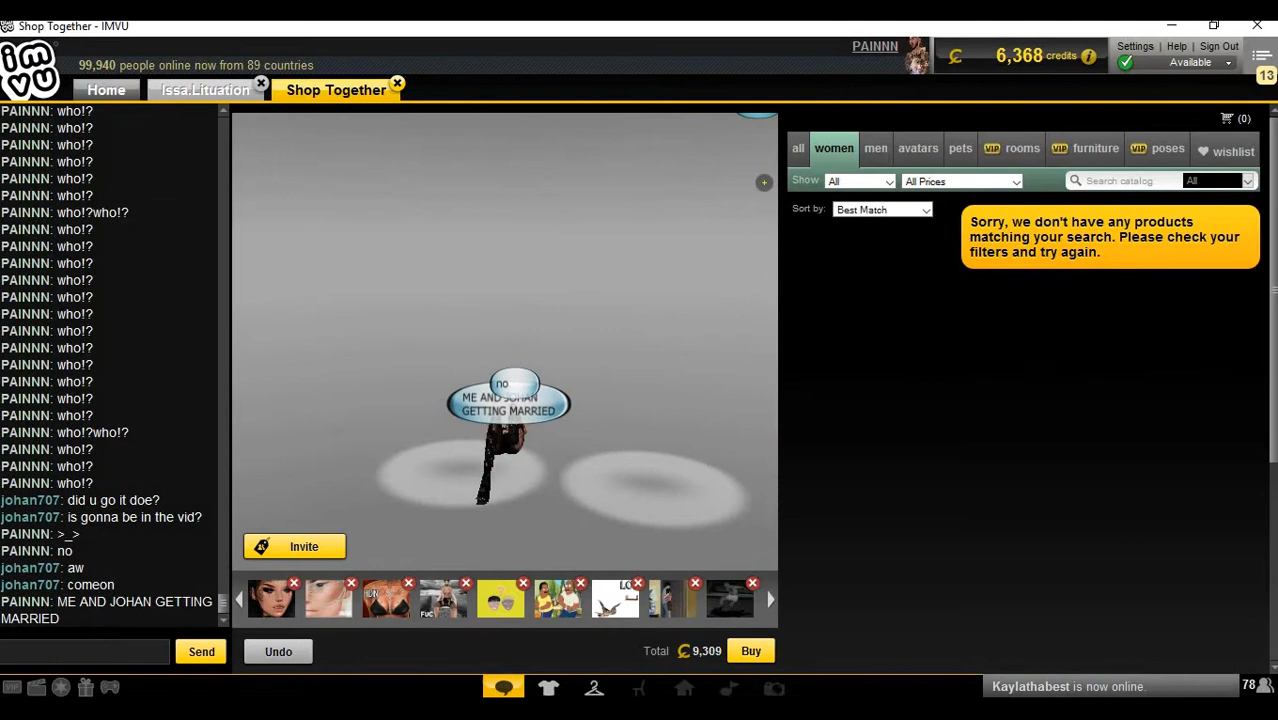 Shop Together - IMVU
imvu
99,940 people online now from 89 countries
PAINNN
6,368 credits
Settings | Help | Sign Out
Available
13
Home
Issa.Lituation
Shop Together
PAINNN: who!?
PAINNN: who!?
PAINNN: who!?
PAINNN: who!?
PAINNN: who!?
PAINNN: who!?
PAINNN: who!?who!?
PAINNN: who!?
PAINNN: who!?
PAINNN: who!?
PAINNN: who!?
PAINNN: who!?
PAINNN: who!?
PAINNN: who!?
PAINNN: who!?
PAINNN: who!?
PAINNN: who!?
PAINNN: who!?
PAINNN: who!?
PAINNN: who!?who!?
PAINNN: who!?
PAINNN: who!?
PAINNN: who!?
johan707: did u go it doe?
johan707: is gonna be in the vid?
PAINNN: >_>
PAINNN: no
johan707: aw
johan707: comeon
PAINNN: ME AND JOHAN GETTING
MARRIED
Send
no
ME AND JOHAN
GETTING MARRIED
Invite
Undo
Total 9,309
Buy
(0)
all women men avatars pets VIP rooms VIP furniture VIP poses wishlist
Show All All Prices Search catalog All
Sort by: Best Match
Sorry, we don't have any products
matching your search. Please check your
filters and try again.
VIP
Kaylathabest is now online.
78